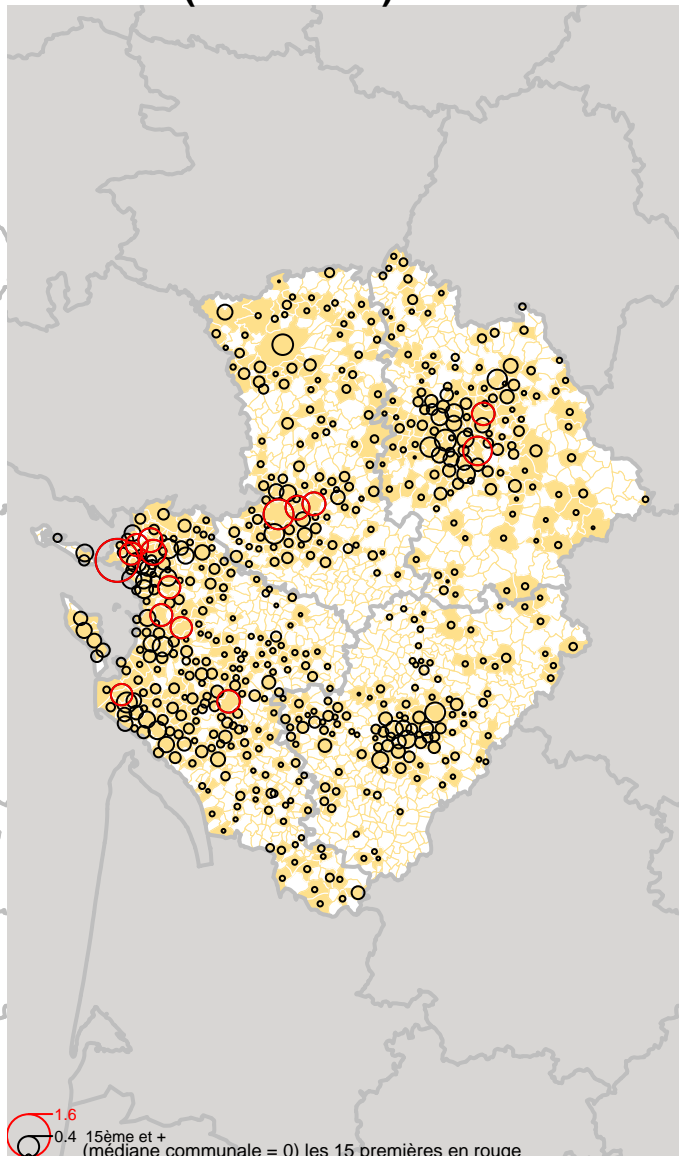 1.6
0.4 15ème et +
(médiane communale = 0) les 15 premières en rouge